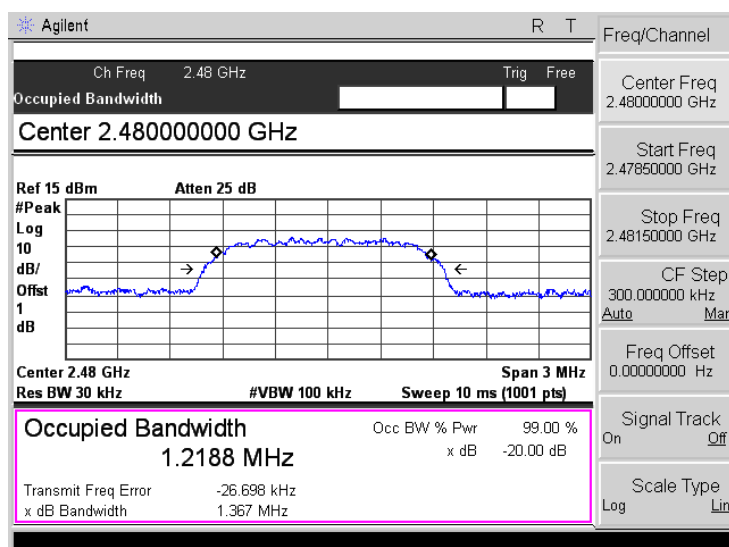 Agilent R T
Ch Freq 2.48 GHz Trig Free
Occupied Bandwidth
Center 2.480000000 GHz
Ref 15 dBm Atten 25 dB
#Peak
Log
10
dB/
Offst
1
dB
Center 2.48 GHz Span 3 MHz
Res BW 30 kHz #VBW 100 kHz Sweep 10 ms (1001 pts)
Occupied Bandwidth
1.2188 MHz
Occ BW % Pwr 99.00 %
x dB -20.00 dB
Transmit Freq Error -26.698 kHz
x dB Bandwidth 1.367 MHz
Freq/Channel
Center Freq
2.48000000 GHz
Start Freq
2.47850000 GHz
Stop Freq
2.48150000 GHz
CF Step
300.000000 kHz
Auto Man
Freq Offset
0.00000000 Hz
Signal Track
On Off
Scale Type
Log Lin